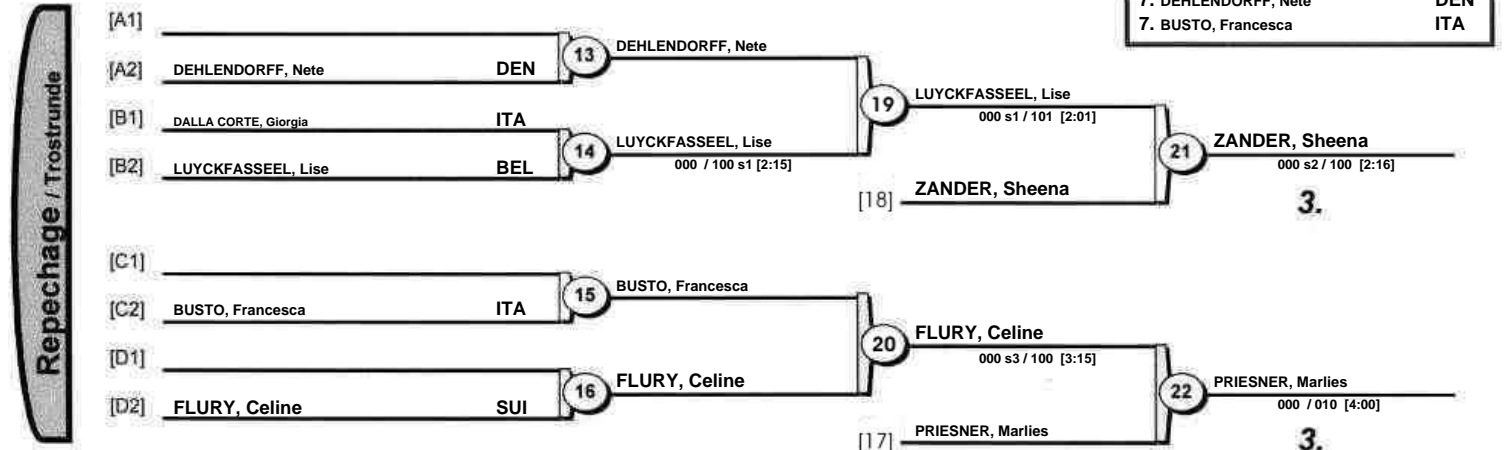 7. DEHLENDORFF, Nete DEN
7. BUSTO, Francesca ITA
Repechage / Trostrunde
[A1]
13 DEHLENDORFF, Nete
[A2] DEHLENDORFF, Nete DEN
19 LUYCKFASSEEL, Lise
000 s1 / 101 [2:01]
[B1] DALLA CORTE, Giorgia ITA
14 LUYCKFASSEEL, Lise
000 / 100 s1 [2:15]
21 ZANDER, Sheena
000 s2 / 100 [2:16]
[B2] LUYCKFASSEEL, Lise BEL
[18] ZANDER, Sheena
3.
[C1]
15 BUSTO, Francesca
[C2] BUSTO, Francesca ITA
20 FLURY, Celine
000 s3 / 100 [3:15]
[D1]
16 FLURY, Celine
22 PRIESNER, Marlies
000 / 010 [4:00]
[D2] FLURY, Celine SUI
[17] PRIESNER, Marlies
3.